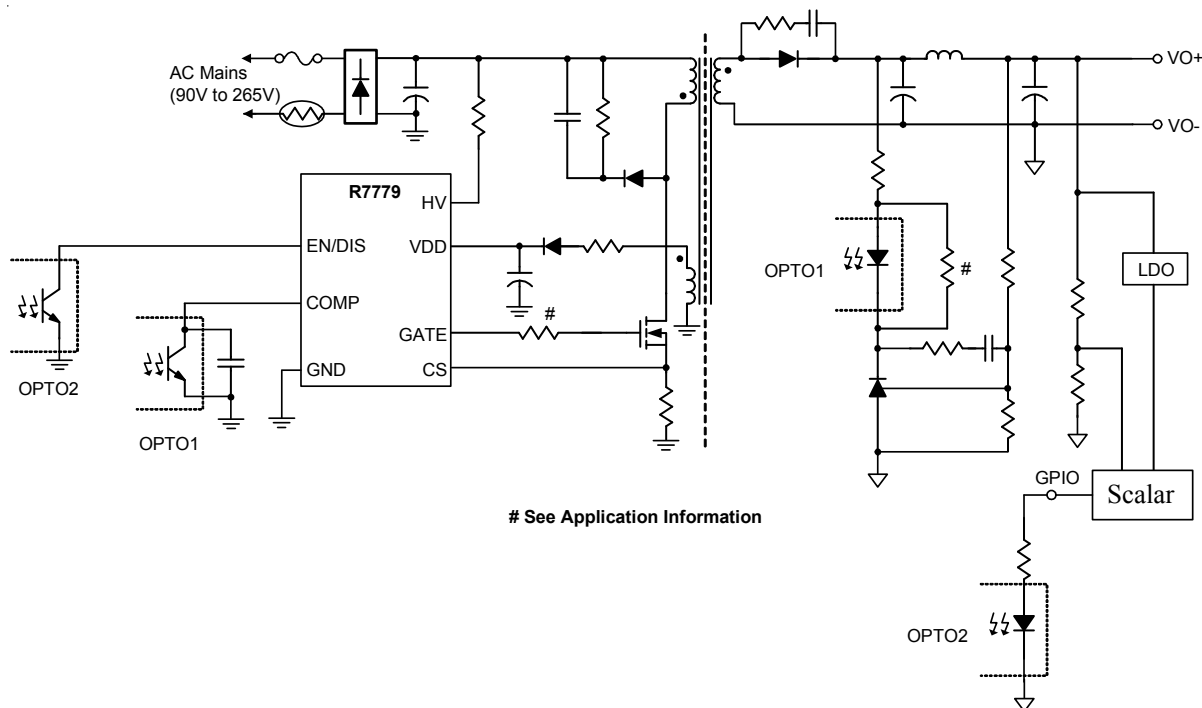 AC Mains
(90V to 265V)
VO+
VO-
R7779
HV
EN/DIS
VDD
COMP
GATE
GND
CS
OPTO2
OPTO1
#
OPTO1
#
LDO
GPIO
Scalar
# See Application Information
OPTO2